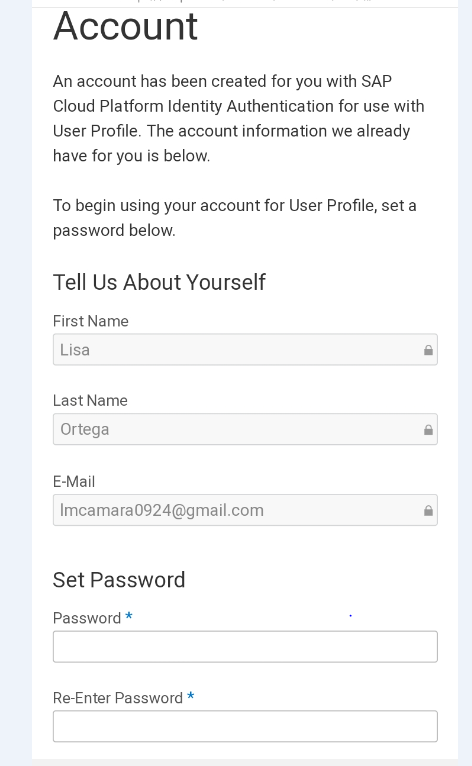 Account
An account has been created for you with SAP
Cloud Platform Identity Authentication for use with
User Profile. The account information we already
have for you is below.
To begin using your account for User Profile, set a
password below.
Tell Us About Yourself
First Name
Lisa
Last Name
Ortega
E-Mail
lmcamara0924@gmail.com
Set Password
Password *
Re-Enter Password *